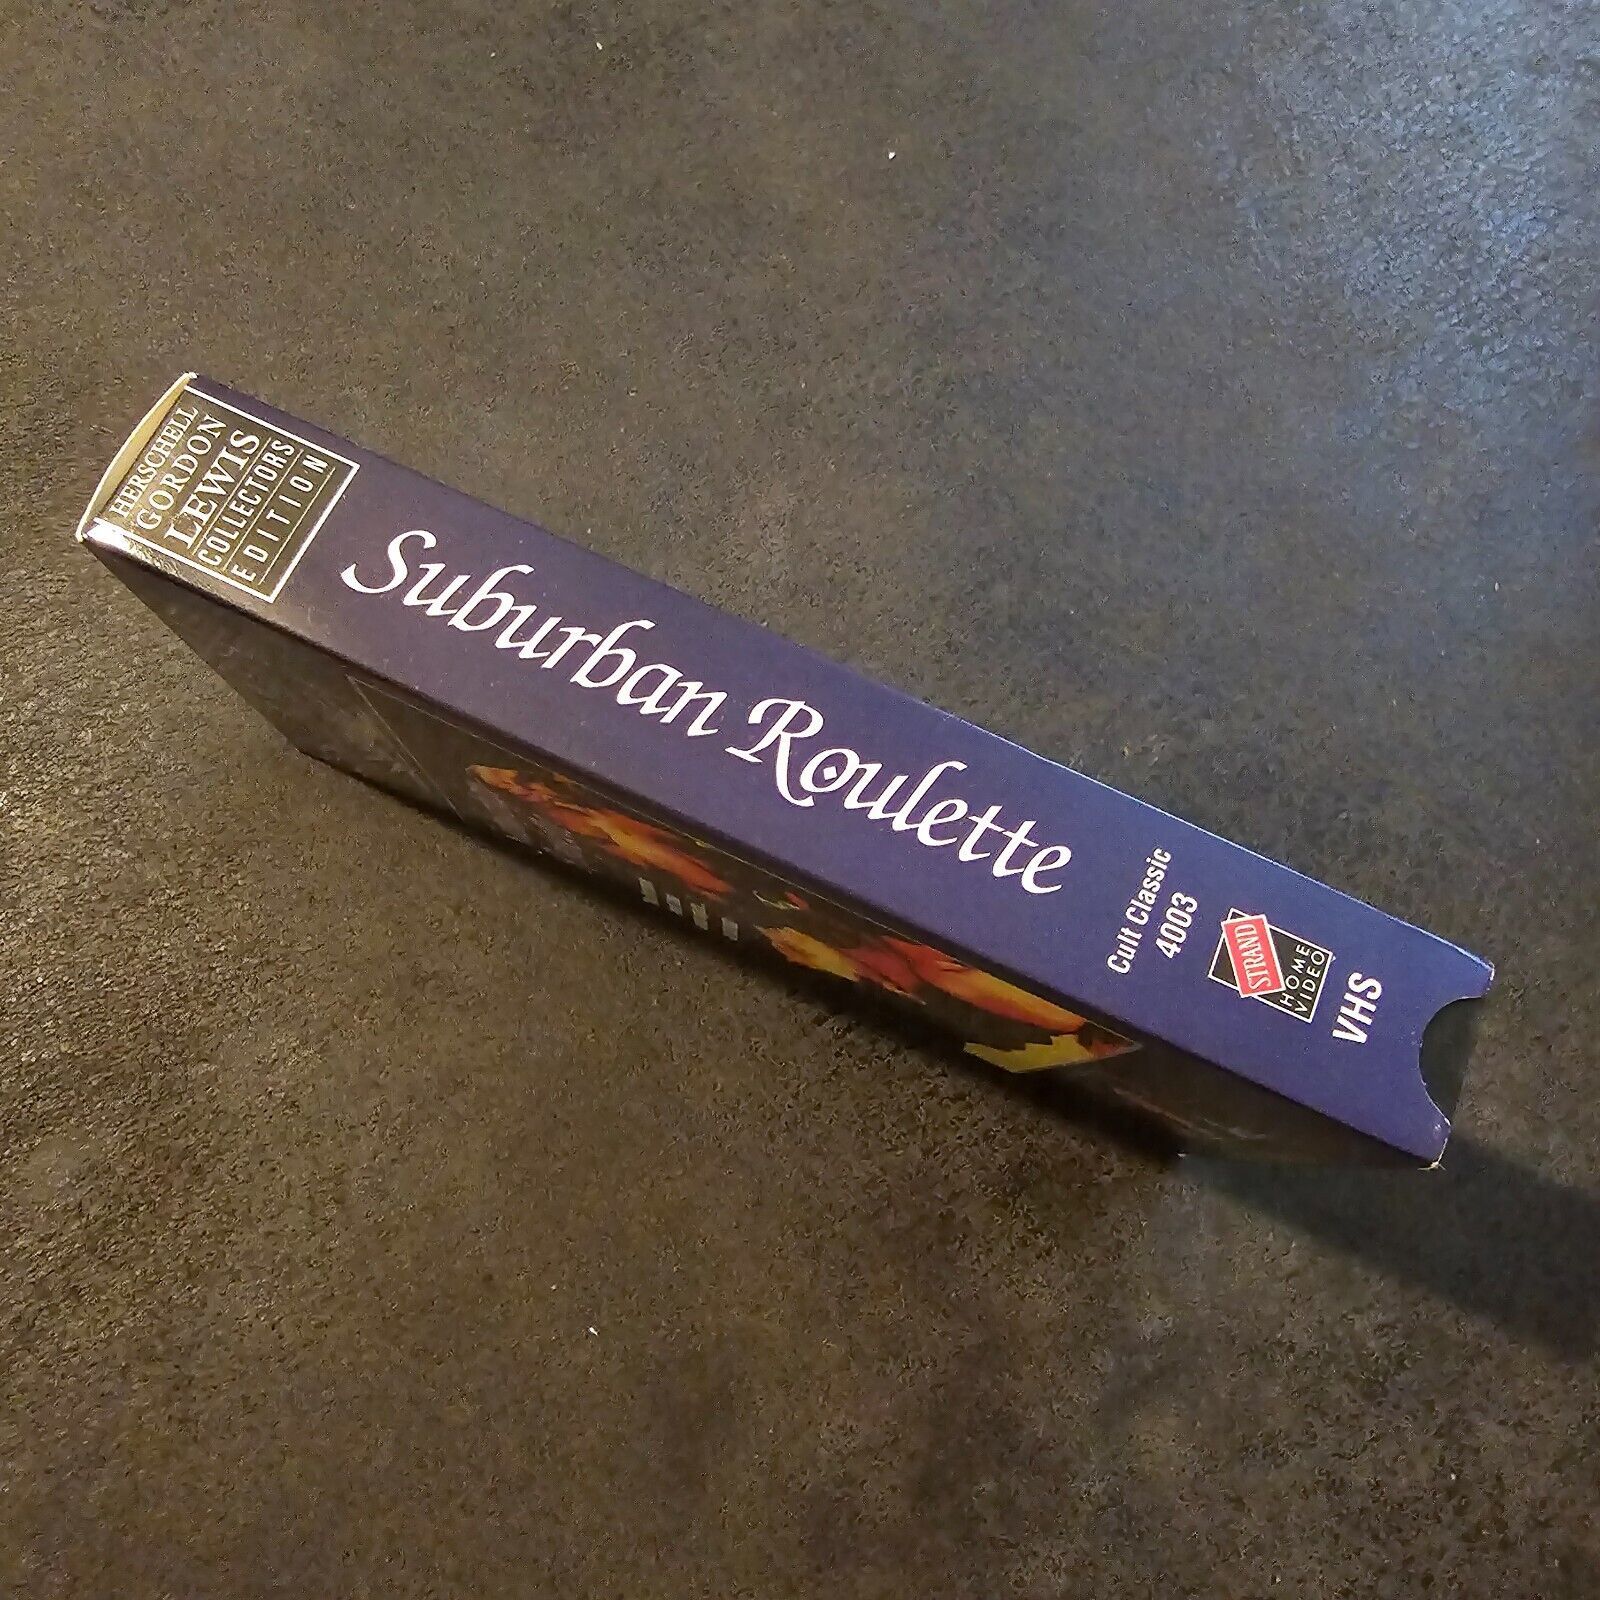 HERSCHELL
GORDON
LEWIS
COLLECTORS
EDITION
Suburban Roulette
Cult Classic
4003
STRAND
HOME
VIDEO
VHS